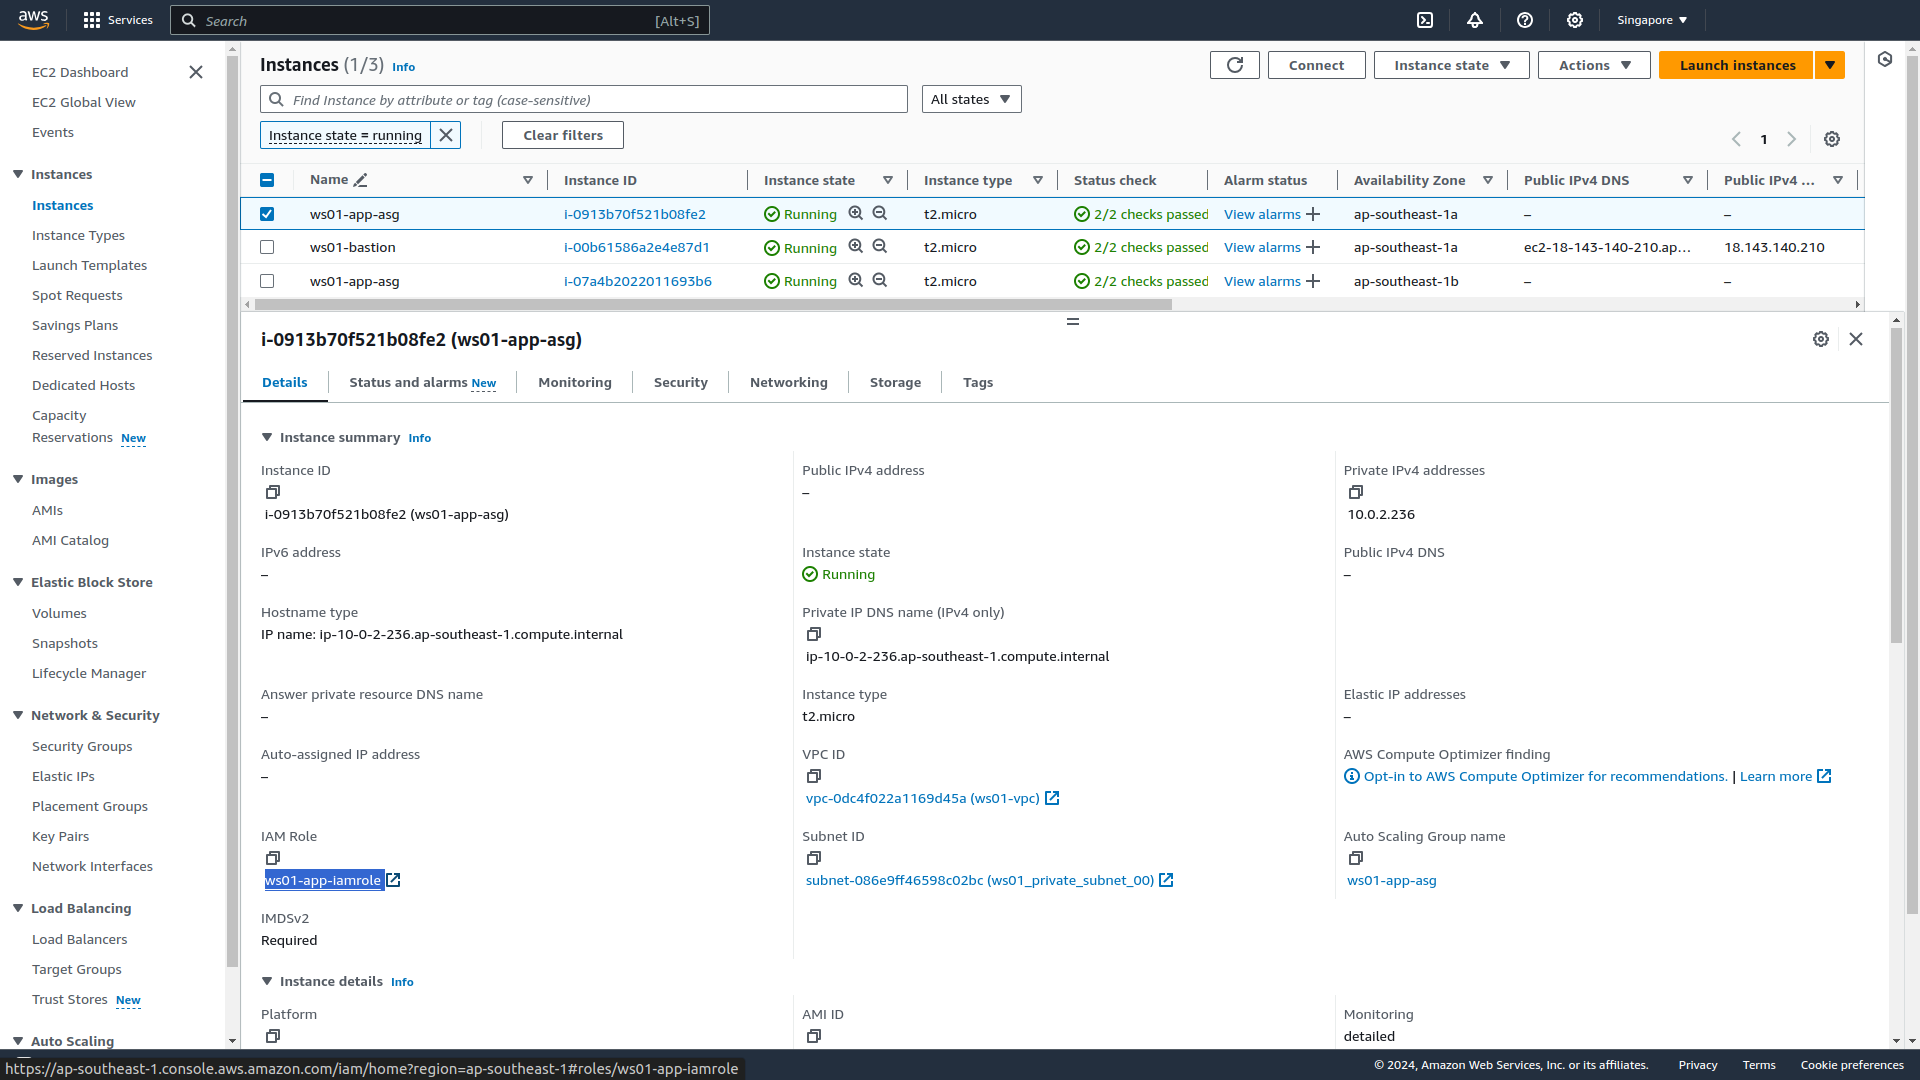 aws
Services
Search
[Alt+S]
Singapore
EC2 Dashboard
EC2 Global View
Events
Instances
Instances
Instance Types
Launch Templates
Spot Requests
Savings Plans
Reserved Instances
Dedicated Hosts
Capacity
Reservations New
Images
AMIs
AMI Catalog
Elastic Block Store
Volumes
Snapshots
Lifecycle Manager
Network & Security
Security Groups
Elastic IPs
Placement Groups
Key Pairs
Network Interfaces
Load Balancing
Load Balancers
Target Groups
Trust Stores New
Auto Scaling
Instances (1/3) Info
Connect
Instance state
Actions
Launch instances
Find Instance by attribute or tag (case-sensitive)
All states
Instance state = running
Clear filters
1
Name Instance ID Instance state Instance type Status check Alarm status Availability Zone Public IPv4 DNS Public IPv4 ...
ws01-app-asg i-0913b70f521b08fe2 Running t2.micro 2/2 checks passed View alarms + ap-southeast-1a – –
ws01-bastion i-00b61586a2e4e87d1 Running t2.micro 2/2 checks passed View alarms + ap-southeast-1a ec2-18-143-140-210.ap... 18.143.140.210
ws01-app-asg i-07a4b2022011693b6 Running t2.micro 2/2 checks passed View alarms + ap-southeast-1b – –
i-0913b70f521b08fe2 (ws01-app-asg)
Details Status and alarms New Monitoring Security Networking Storage Tags
Instance summary Info
Instance ID
i-0913b70f521b08fe2 (ws01-app-asg)
Public IPv4 address
–
Private IPv4 addresses
10.0.2.236
IPv6 address
–
Instance state
Running
Public IPv4 DNS
–
Hostname type
IP name: ip-10-0-2-236.ap-southeast-1.compute.internal
Private IP DNS name (IPv4 only)
ip-10-0-2-236.ap-southeast-1.compute.internal
Answer private resource DNS name
–
Instance type
t2.micro
Elastic IP addresses
–
Auto-assigned IP address
–
VPC ID
vpc-0dc4f022a1169d45a (ws01-vpc)
AWS Compute Optimizer finding
Opt-in to AWS Compute Optimizer for recommendations. | Learn more
IAM Role
ws01-app-iamrole
Subnet ID
subnet-086e9ff46598c02bc (ws01_private_subnet_00)
Auto Scaling Group name
ws01-app-asg
IMDSv2
Required
Instance details Info
Platform
AMI ID
Monitoring
detailed
https://ap-southeast-1.console.aws.amazon.com/iam/home?region=ap-southeast-1#roles/ws01-app-iamrole
© 2024, Amazon Web Services, Inc. or its affiliates.
Privacy
Terms
Cookie preferences